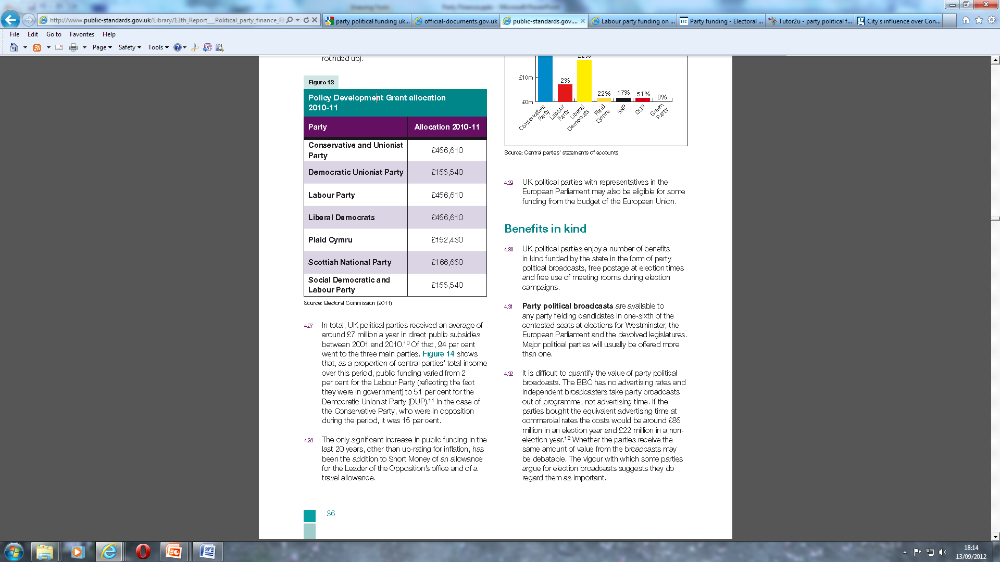 http://www.public-standards.gov.uk/Library/13th_Report___Political_party_finance_FI
party political funding uk...
official-documents.gov.uk
public-standards.gov....
Labour party funding on ...
TEC Party funding - Electoral ...
Tutor2u - party political f...
City's influence over Con...
File Edit Go to Favorites Help
Page Safety Tools
rounded up).
Figure 13
Policy Development Grant allocation
2010-11
Party Allocation 2010-11
Conservative and Unionist
Party £456,610
Democratic Unionist Party £155,540
Labour Party £456,610
Liberal Democrats £456,610
Plaid Cymru £152,430
Scottish National Party £166,650
Social Democratic and
Labour Party £155,540
Source: Electoral Commission (2011)
4.27 In total, UK political parties received an average of
around £7 million a year in direct public subsidies
between 2001 and 2010.10 Of that, 94 per cent
went to the three main parties. Figure 14 shows
that, as a proportion of central parties' total income
over this period, public funding varied from 2
per cent for the Labour Party (reflecting the fact
they were in government) to 51 per cent for the
Democratic Unionist Party (DUP).11 In the case of
the Conservative Party, who were in opposition
during the period, it was 15 per cent.
4.28 The only significant increase in public funding in the
last 20 years, other than up-rating for inflation, has
been the addition to Short Money of an allowance
for the Leader of the Opposition's office and of a
travel allowance.
36
22%
£10m
2%
22% 17% 51% 0%
£0m
Conservative Party
Labour Party
Liberal Democrats
Plaid Cymru
SNP
DUP
Green Party
Source: Central parties' statements of accounts
4.29 UK political parties with representatives in the
European Parliament may also be eligible for some
funding from the budget of the European Union.
Benefits in kind
4.30 UK political parties enjoy a number of benefits
in kind funded by the state in the form of party
political broadcasts, free postage at election times
and free use of meeting rooms during election
campaigns.
4.31 Party political broadcasts are available to
any party fielding candidates in one-sixth of the
contested seats at elections for Westminster, the
European Parliament and the devolved legislatures.
Major political parties will usually be offered more
than one.
4.32 It is difficult to quantify the value of party political
broadcasts. The BBC has no advertising rates and
independent broadcasters take party broadcasts
out of programme, not advertising time. If the
parties bought the equivalent advertising time at
commercial rates the costs would be around £85
million in an election year and £22 million in a non-
election year.12 Whether the parties receive the
same amount of value from the broadcasts may
be debatable. The vigour with which some parties
argue for election broadcasts suggests they do
regard them as important.
18:14
13/09/2012